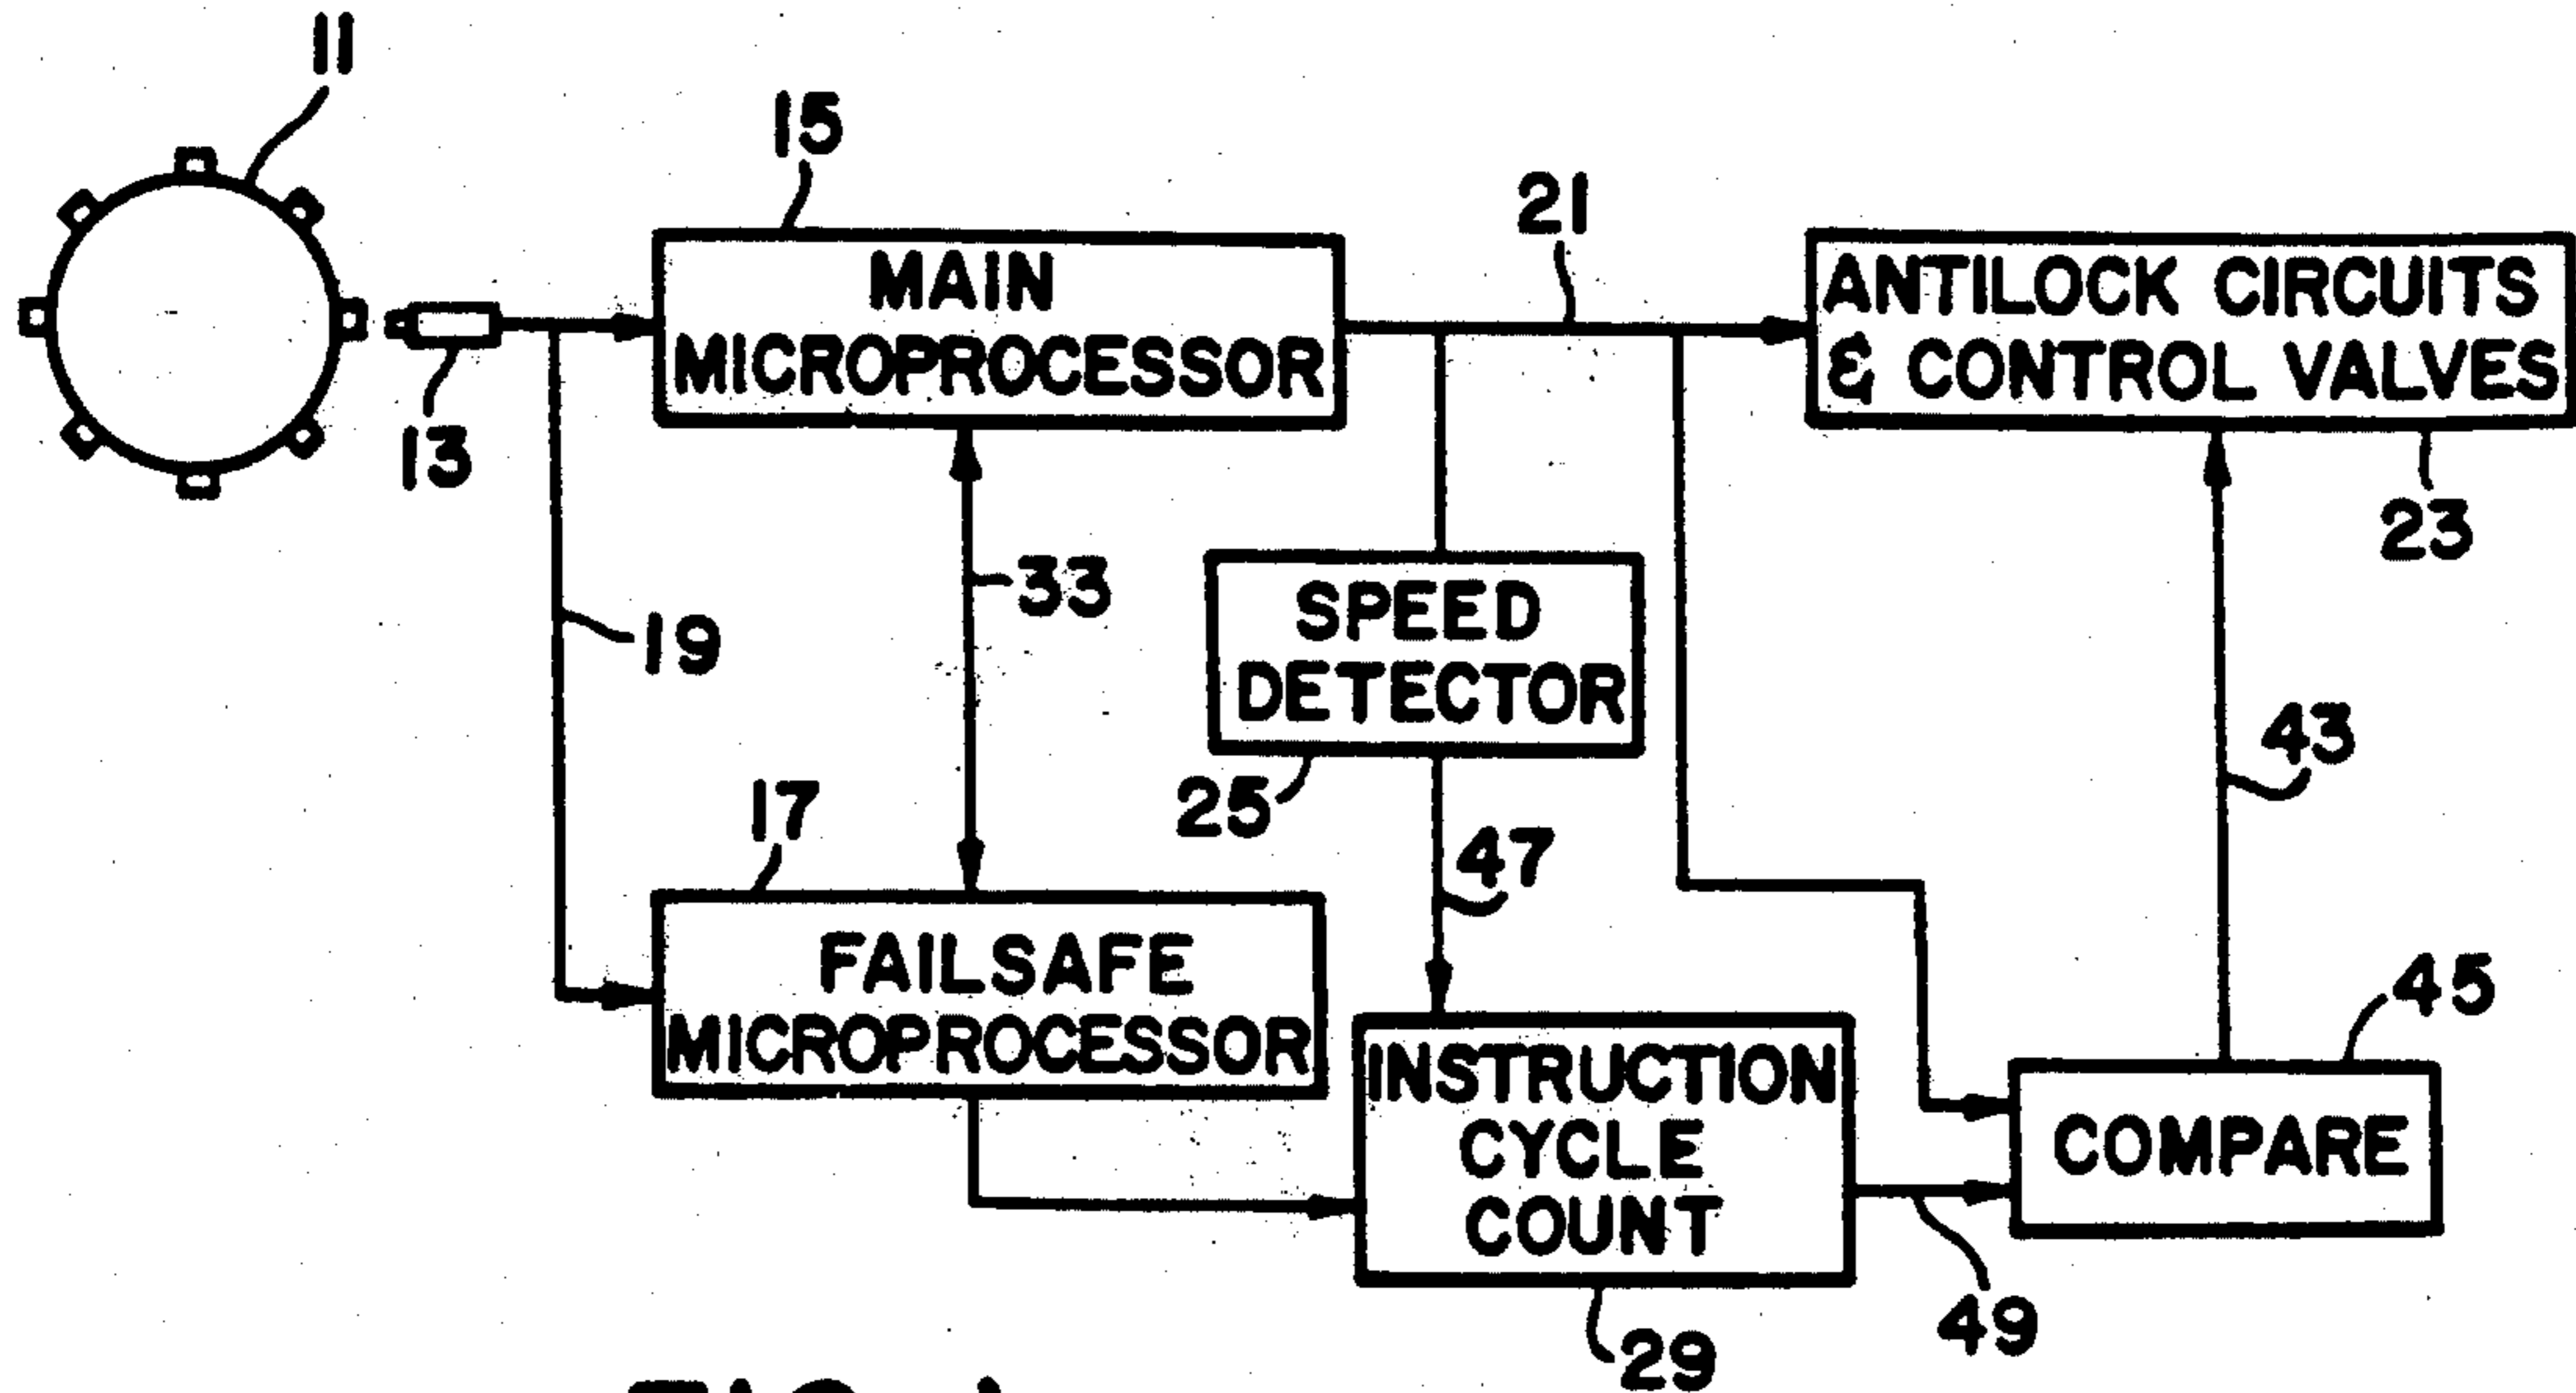 11
15
21
MAIN
MICROPROCESSOR
ANTILOCK CIRCUITS
& CONTROL VALVES
13
23
33
19
SPEED
DETECTOR
25
43
17
47
FAILSAFE
MICROPROCESSOR
45
INSTRUCTION
CYCLE
COUNT
COMPARE
49
29